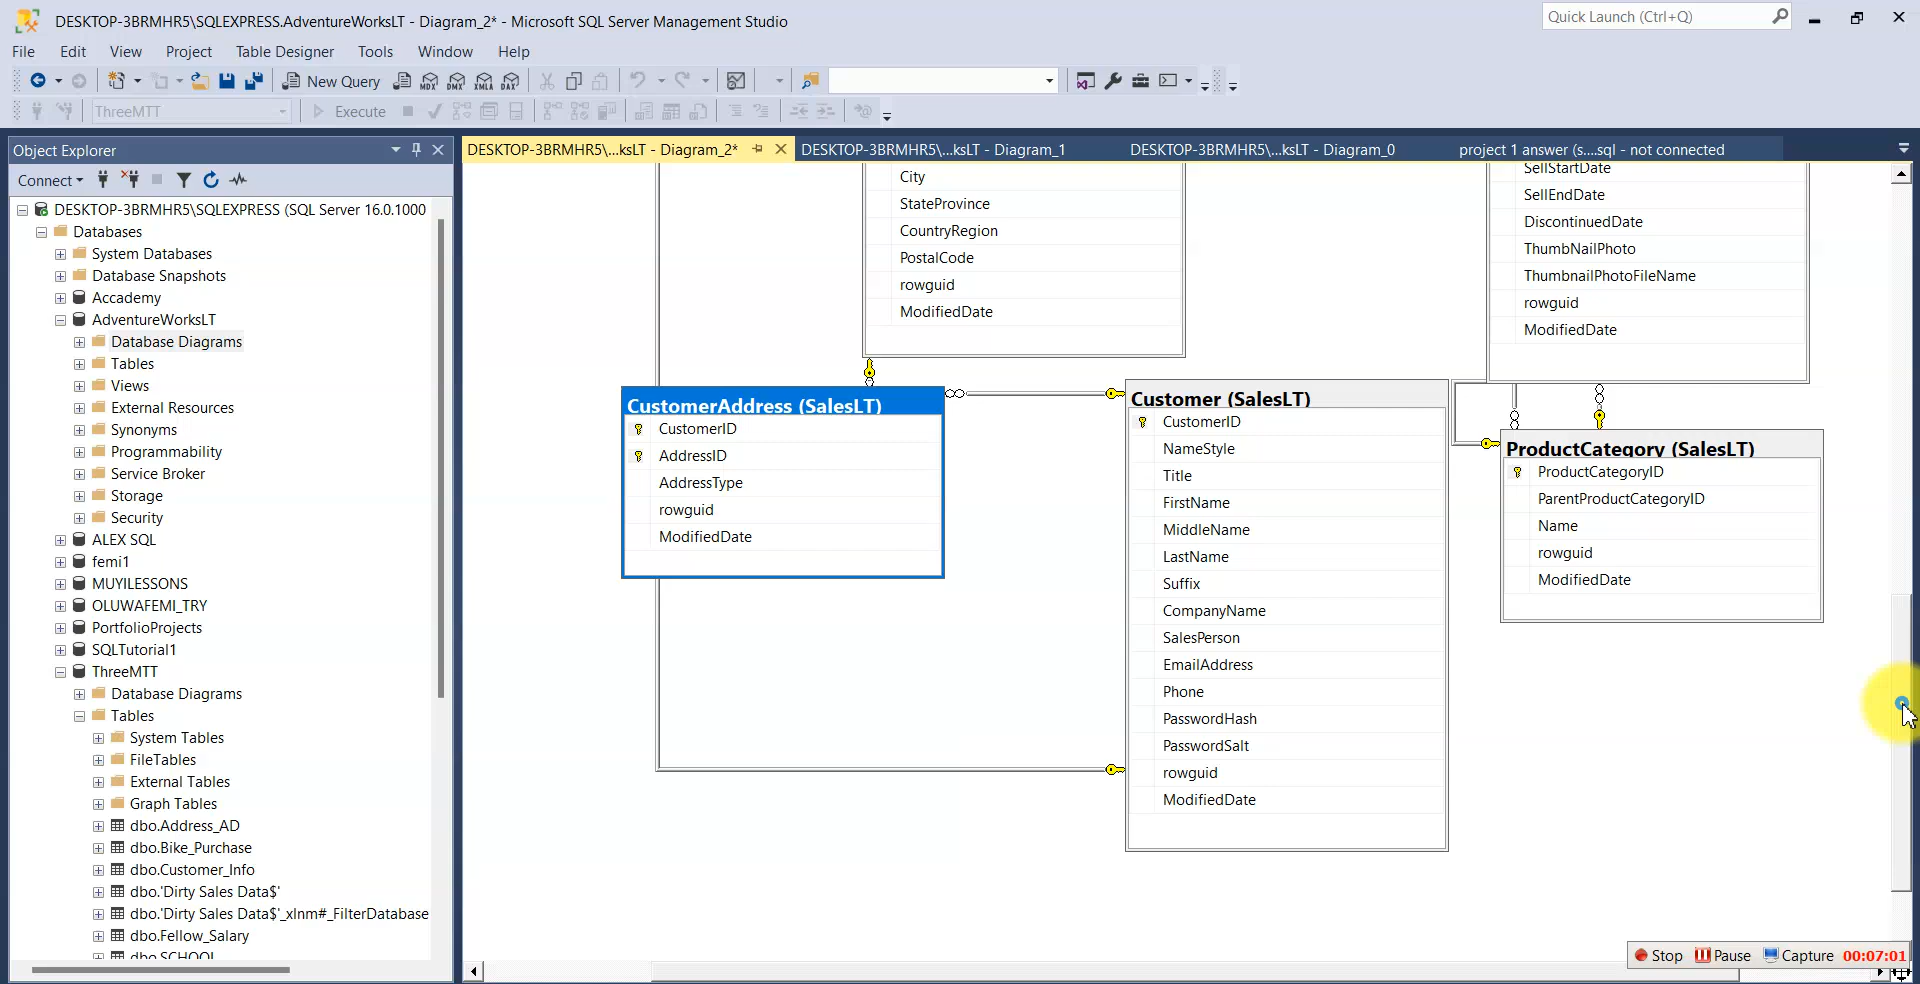 DESKTOP-3BRMHR5\SQLEXPRESS.AdventureWorksLT - Diagram_2* - Microsoft SQL Server Management Studio
Quick Launch (Ctrl+Q)
File Edit View Project Table Designer Tools Window Help
New Query MDX DMX XMLA DAX
ThreeMTT Execute
Object Explorer
DESKTOP-3BRMHR5\...ksLT - Diagram_2* DESKTOP-3BRMHR5\...ksLT - Diagram_1 DESKTOP-3BRMHR5\...ksLT - Diagram_0 project 1 answer (s....sql - not connected
Connect
DESKTOP-3BRMHR5\SQLEXPRESS (SQL Server 16.0.1000
Databases
System Databases
Database Snapshots
Accademy
AdventureWorksLT
Database Diagrams
Tables
Views
External Resources
Synonyms
Programmability
Service Broker
Storage
Security
ALEX SQL
femi1
MUYILESSONS
OLUWAFEMI_TRY
PortfolioProjects
SQLTutorial1
ThreeMTT
Database Diagrams
Tables
System Tables
FileTables
External Tables
Graph Tables
dbo.Address_AD
dbo.Bike_Purchase
dbo.Customer_Info
dbo.'Dirty Sales Data$'
dbo.'Dirty Sales Data$'_xlnm#_FilterDatabase
dbo.Fellow_Salary
dbo.SCHOOL
City
StateProvince
CountryRegion
PostalCode
rowguid
ModifiedDate
CustomerAddress (SalesLT)
CustomerID
AddressID
AddressType
rowguid
ModifiedDate
Customer (SalesLT)
CustomerID
NameStyle
Title
FirstName
MiddleName
LastName
Suffix
CompanyName
SalesPerson
EmailAddress
Phone
PasswordHash
PasswordSalt
rowguid
ModifiedDate
SellStartDate
SellEndDate
DiscontinuedDate
ThumbNailPhoto
ThumbnailPhotoFileName
rowguid
ModifiedDate
ProductCategory (SalesLT)
ProductCategoryID
ParentProductCategoryID
Name
rowguid
ModifiedDate
Stop Pause Capture 00:07:01